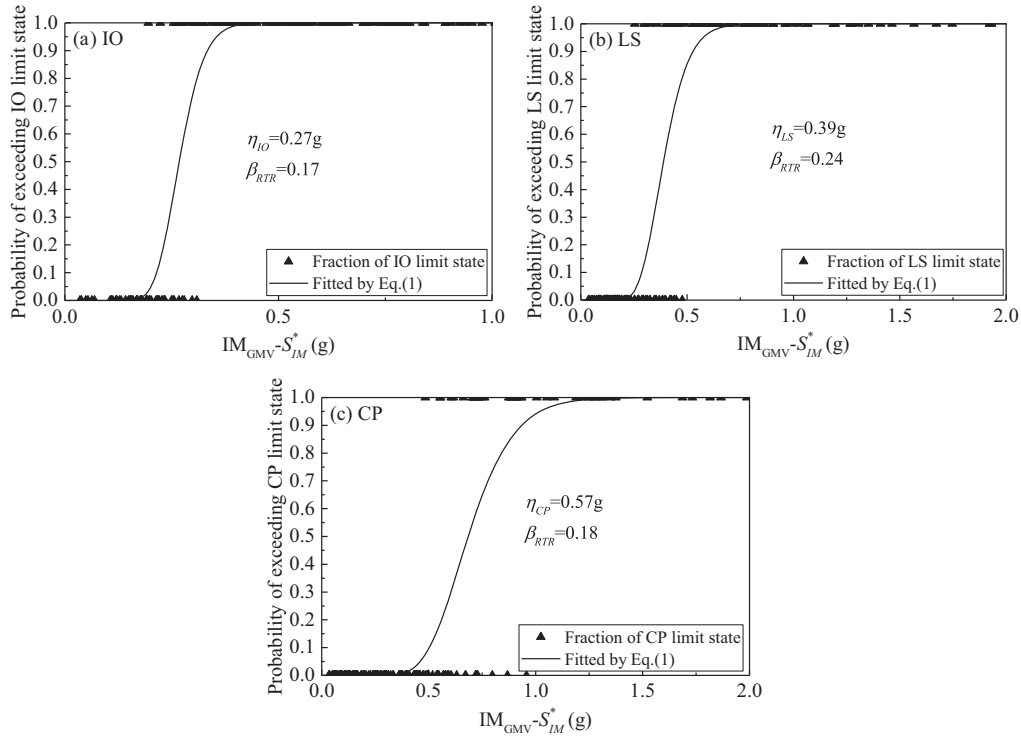 (a) IO
Probability of exceeding IO limit state
1.0
0.9
0.8
0.7
0.6
0.5
0.4
0.3
0.2
0.1
0.0
η_IO=0.27g
β_RTR=0.17
Fraction of IO limit state
Fitted by Eq.(1)
0.0 0.5 1.0
IM_GMV-S*_IM (g)
(b) LS
Probability of exceeding LS limit state
1.0
0.9
0.8
0.7
0.6
0.5
0.4
0.3
0.2
0.1
0.0
η_LS=0.39g
β_RTR=0.24
Fraction of LS limit state
Fitted by Eq.(1)
0.0 0.5 1.0 1.5 2.0
IM_GMV-S*_IM (g)
(c) CP
Probability of exceeding CP limit state
1.0
0.9
0.8
0.7
0.6
0.5
0.4
0.3
0.2
0.1
0.0
η_CP=0.57g
β_RTR=0.18
Fraction of CP limit state
Fitted by Eq.(1)
0.0 0.5 1.0 1.5 2.0
IM_GMV-S*_IM (g)